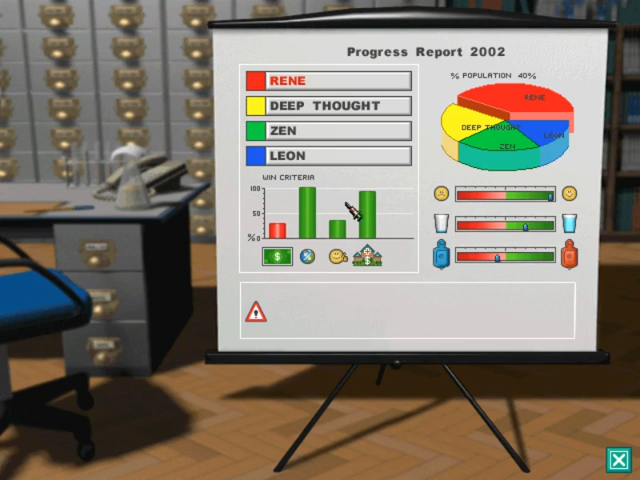 Progress Report 2002
RENE
DEEP THOUGHT
ZEN
LEON
WIN CRITERIA
100
50
% 0
$
%
$
% POPULATION 40%
RENE
DEEP THOUGHT
LEON
ZEN